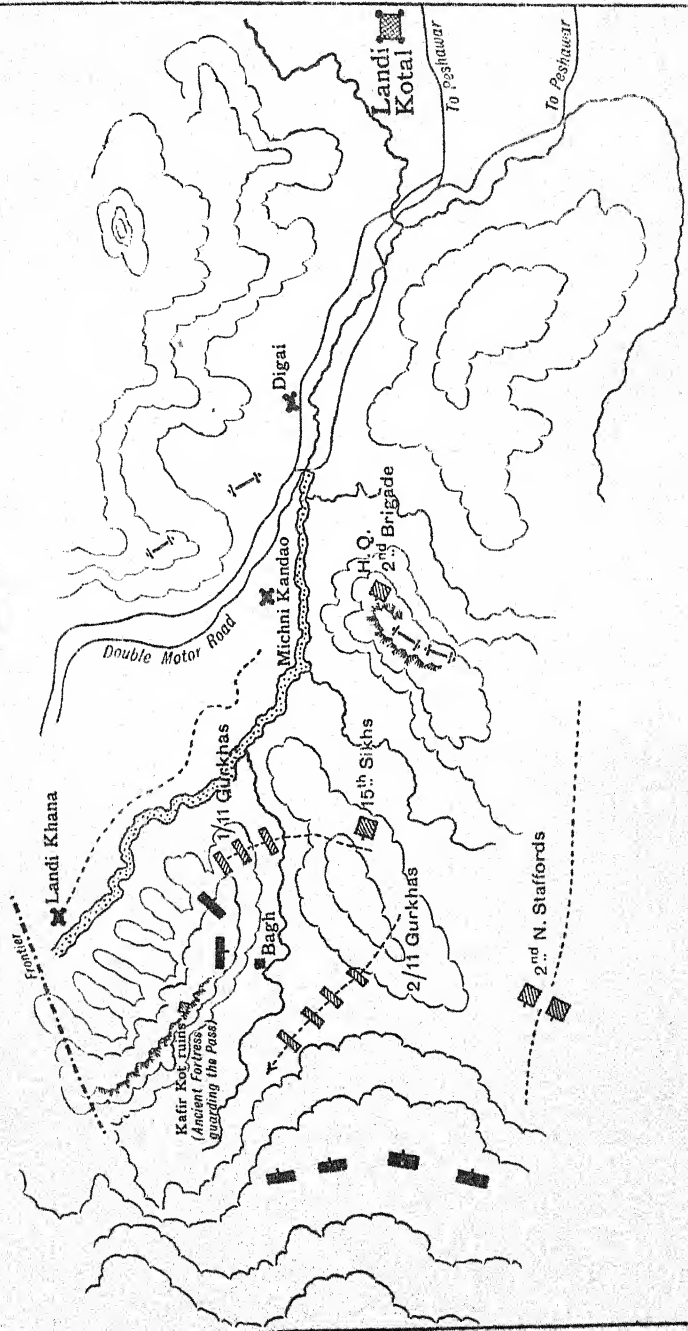 Landi
Kotal
To Peshawar
To Peshawar
Digai
Double Motor Road
Michni Kandao
H.Q.
2nd Brigade
Landi Khana
Frontier
1/11 Gurkhas
15th Sikhs
Bagh
Kafir Kot ruins
(Ancient Fortress
guarding the Pass)
2/11 Gurkhas
2nd N. Staffords